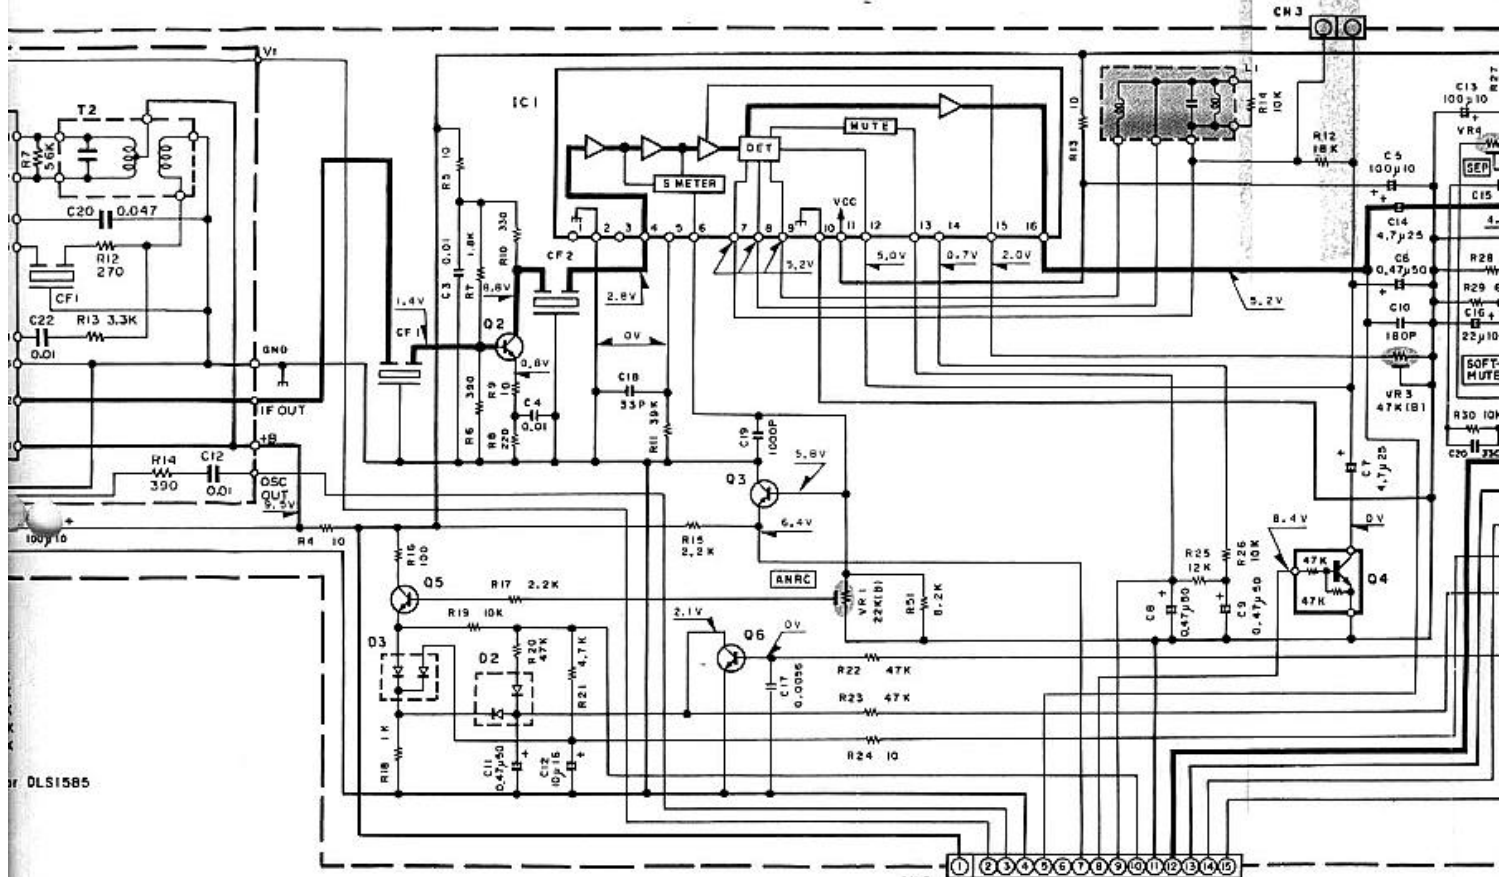 CN3
V1
T2
R7 56K
C20 0.047
R12 270
CF1
C22 0.01
R13 3.3K
GND
IF OUT
+B
R14 390
C12 0.01
OSC OUT
9.5V
+
100μ10
R4 10
IC1
MUTE
DET
S METER
VCC
1 2 3 4 5 6 7 8 9 10 11 12 13 14 15 16
R5 10
C3 0.01
R7 1.8K
R10 330
CF2
8.8V
Q2
1.4V
CF1
2.8V
0V
0.8V
5.2V
5.0V
0.7V
2.0V
5.2V
R13 10
R14 10K
R12 18K
C5 100μ10
C14 4.7μ25
C6 0.47μ50
C10 180P
VR3 47K(B)
C13 100μ10
R27
VR4
SEP
C15
R28
R29
C16 22μ10
SOFT-MUTE
R30 10K
C20
R6 390
R9 10
R8 220
C4 0.01
C18 33P
R11 39K
C19 1000P
5.8V
Q3
6.4V
R15 2.2K
R16 100
Q5
R17 2.2K
ANRC
VR1 22K(B)
R51 8.2K
C7 4.7μ25
8.4V
0V
R25 12K
R26 10K
C8 0.47μ50
C9 0.47μ50
47K
47K
Q4
R19 10K
D3
D2
R20 47K
R21 4.7K
2.1V
Q6
0V
C17 0.0056
R22 47K
R23 47K
R24 10
R18 1K
C11 0.47μ50
C12 10μ16
or DLS1585
1 2 3 4 5 6 7 8 9 10 11 12 13 14 15